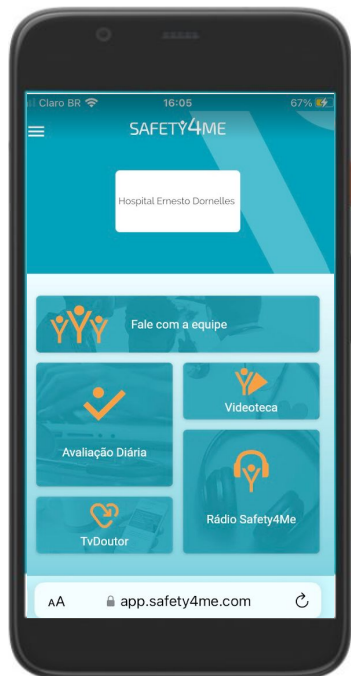 Claro BR 16:05 67%
SAFETY4ME
Hospital Ernesto Dornelles
Fale com a equipe
Avaliação Diária
Videoteca
TvDoutor
Rádio Safety4Me
AA app.safety4me.com